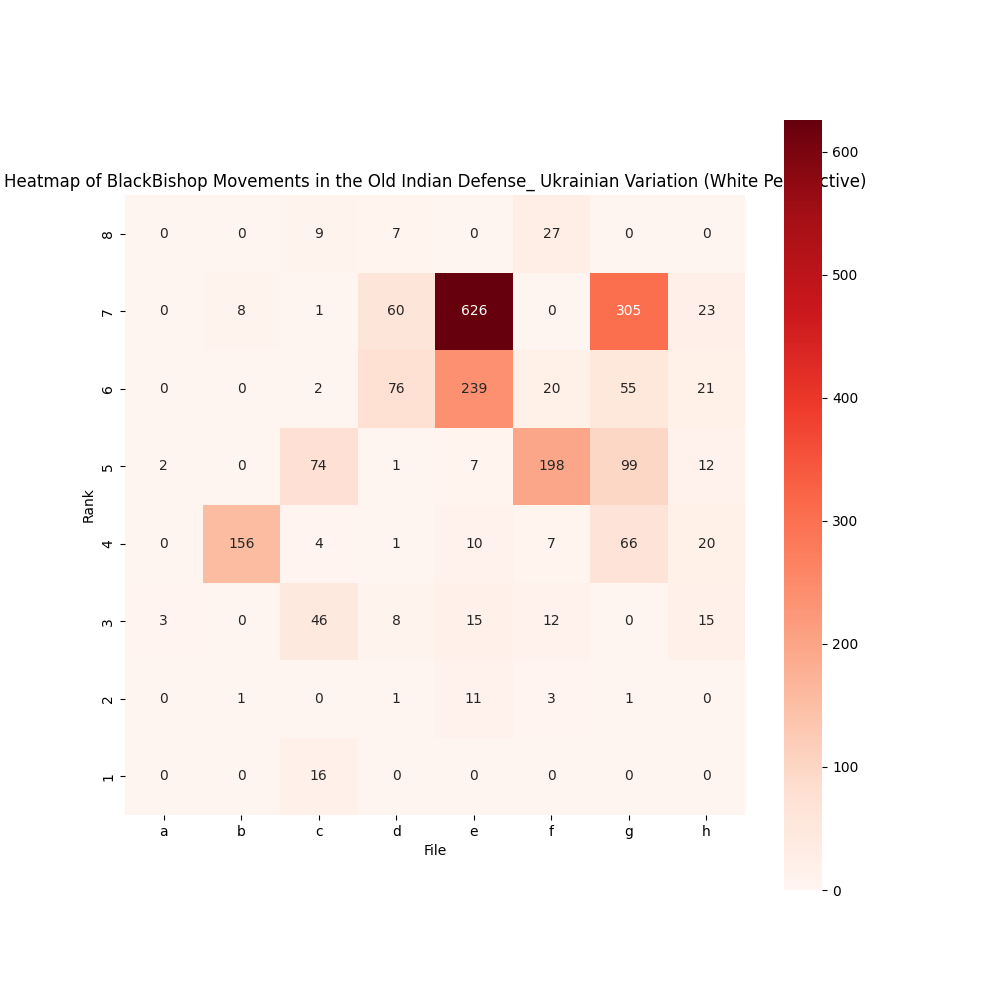 Heatmap of BlackBishop Movements in the Old Indian Defense_ Ukrainian Variation (White Pe ctive)
8 0 0 9 7 0 27 0 0
7 0 8 1 60 626 0 305 23
6 0 0 2 76 239 20 55 21
5 2 0 74 1 7 198 99 12
4 0 156 4 1 10 7 66 20
3 3 0 46 8 15 12 0 15
2 0 1 0 1 11 3 1 0
1 0 0 16 0 0 0 0 0
a b c d e f g h
File
Rank
600
500
400
300
200
100
0